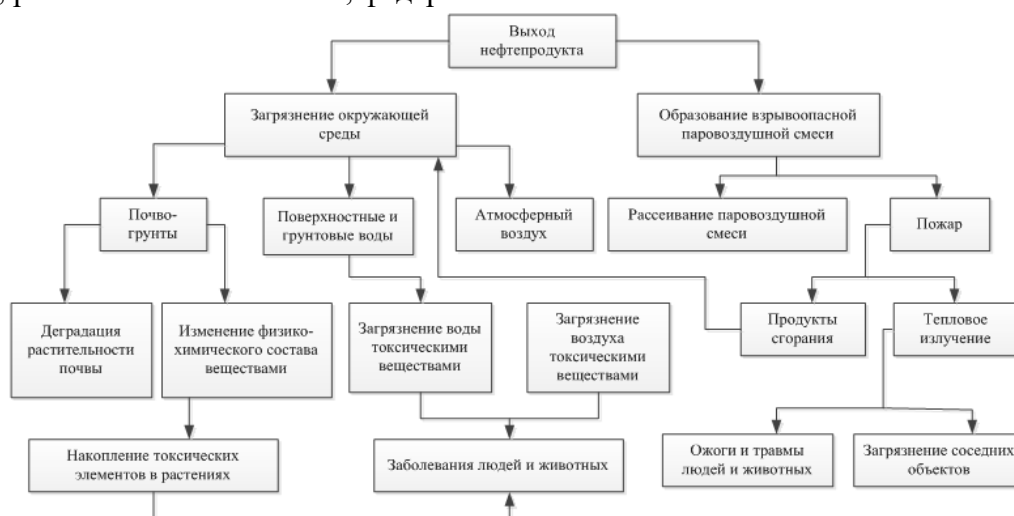 Выход
нефтепродукта
Загрязнение окружающей
среды
Образование взрывоопасной
паровоздушной смеси
Почво-
грунты
Поверхностные и
грунтовые воды
Атмосферный
воздух
Рассеивание паровоздушной
смеси
Пожар
Деградация
растительности
почвы
Изменение физико-
химического состава
веществами
Загрязнение воды
токсическими
веществами
Загрязнение
воздуха
токсическими
веществами
Продукты
сгорания
Тепловое
излучение
Накопление токсических
элементов в растениях
Заболевания людей и животных
Ожоги и травмы
людей и животных
Загрязнение соседних
объектов